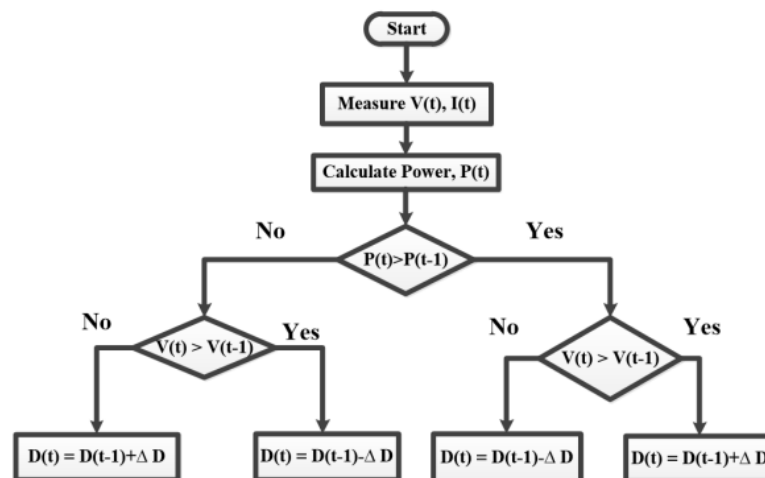 Start
Measure V(t), I(t)
Calculate Power, P(t)
No
Yes
P(t)>P(t-1)
No
Yes
No
Yes
V(t) > V(t-1)
V(t) > V(t-1)
D(t) = D(t-1)+Δ D
D(t) = D(t-1)-Δ D
D(t) = D(t-1)-Δ D
D(t) = D(t-1)+Δ D